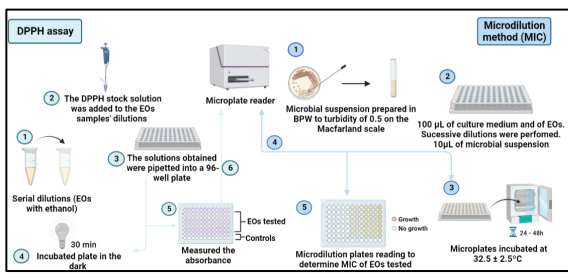 DPPH assay
2
The DPPH stock solution
was added to the EOs
samples' dilutions
1
Serial dilutions (EOs
with ethanol)
3
The solutions obtained
were pipetted into a 96-
well plate
4
30 min
Incubated plate in the
dark
5
Measured the
absorbance
EOs tested
Controls
6
Microplate reader
Microdilution
method (MIC)
1
Microbial suspension prepared in
BPW to turbidity of 0.5 on the
Macfarland scale
2
100 µL of culture medium and of EOs.
Sucessive dilutions were perfomed.
10µL of microbial suspension
3
24 - 48h
Microplates incubated at
32.5 ± 2.5ºC
4
5
Growth
No growth
Microdilution plates reading to
determine MIC of EOs tested